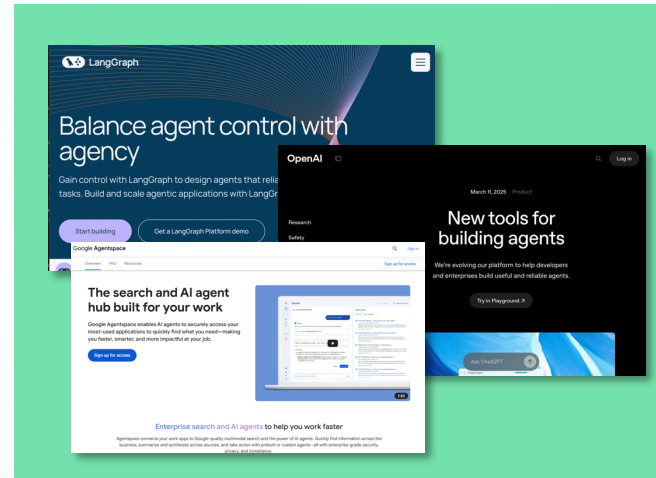 LangGraph
Balance agent control with
agency
Gain control with LangGraph to design agents that relia
tasks. Build and scale agentic applications with LangGr
Start building
Get a LangGraph Platform demo
OpenAI
Log in
March 11, 2025 Product
Research
Safety
New tools for
building agents
We're evolving our platform to help developers
and enterprises build useful and reliable agents.
Try in Playground ↗
Ask ChatGPT
Google Agentspace
Sign in
Overview FAQ Resources
Sign up for access
The search and AI agent
hub built for your work
Google Agentspace enables AI agents to securely access your
most-used applications to quickly find what you need—making
you faster, smarter, and more impactful at your job.
Sign up for access
1:52
Enterprise search and AI agents to help you work faster
Agentspace connects your work apps to Google-quality multimodal search and the power of AI agents. Quickly find information across the
business, summarize and synthesize across sources, and take action with prebuilt or custom agents—all with enterprise-grade security,
privacy, and compliance.